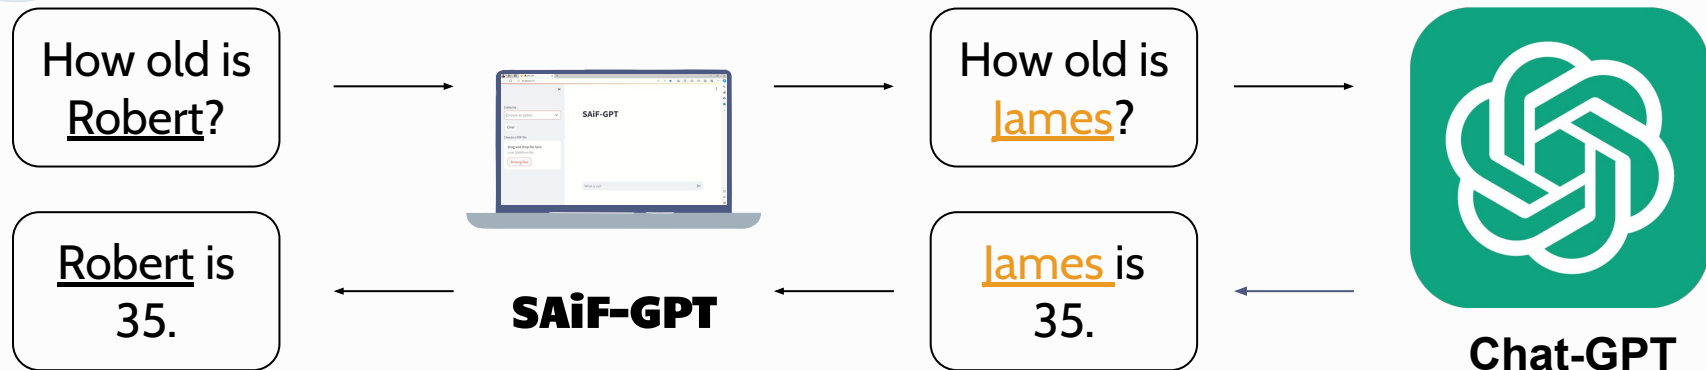 How old is
Robert?
SAiF-GPT
How old is
James?
Robert is
35.
SAiF-GPT
James is
35.
Chat-GPT